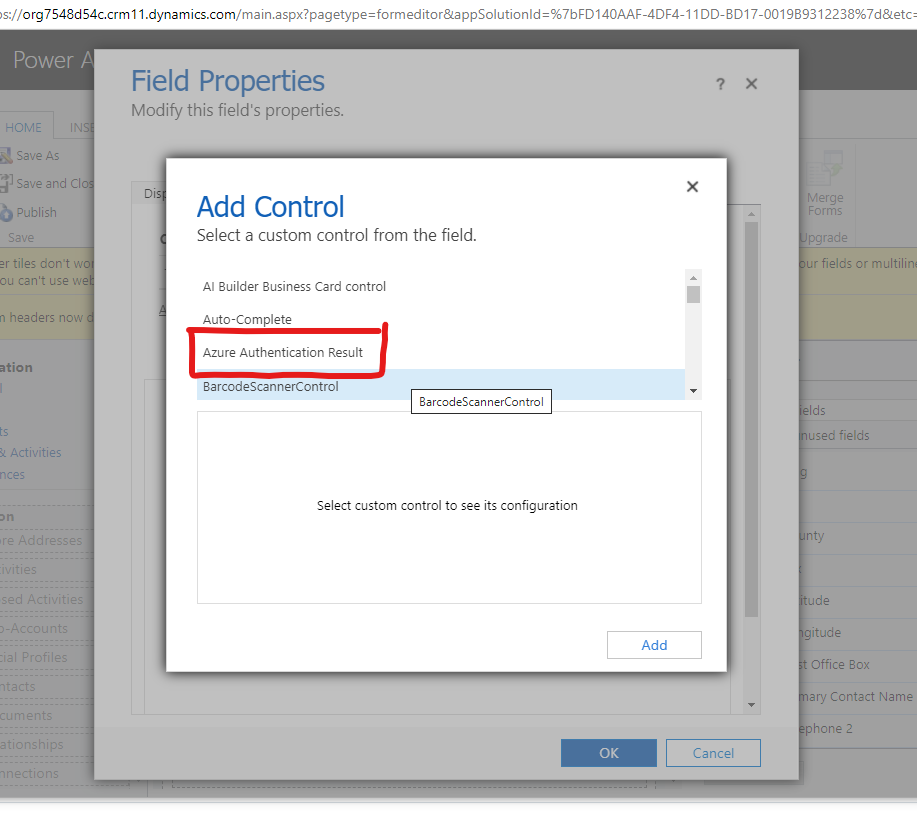 s://org7548d54c.crm11.dynamics.com/main.aspx?pagetype=formeditor&appSolutionId=%7bFD140AAF-4DF4-11DD-BD17-0019B9312238%7d&etc=
Power A
Field Properties
Modify this field's properties.
?
HOME
INSE
Save As
Save and Clos
Publish
Save
Disp
Merge
Forms
Upgrade
er tiles don't wor
ou can't use web
m headers now d
our fields or multiline
Add Control
Select a custom control from the field.
AI Builder Business Card control
Auto-Complete
Azure Authentication Result
BarcodeScannerControl
BarcodeScannerControl
Select custom control to see its configuration
Add
OK
Cancel
ation
ts
& Activities
nces
on
ore Addresses
ivities
sed Activities
b-Accounts
cial Profiles
ntacts
cuments
ationships
nnections
ields
nused fields
g
unty
x
itude
ngitude
st Office Box
mary Contact Name
ephone 2